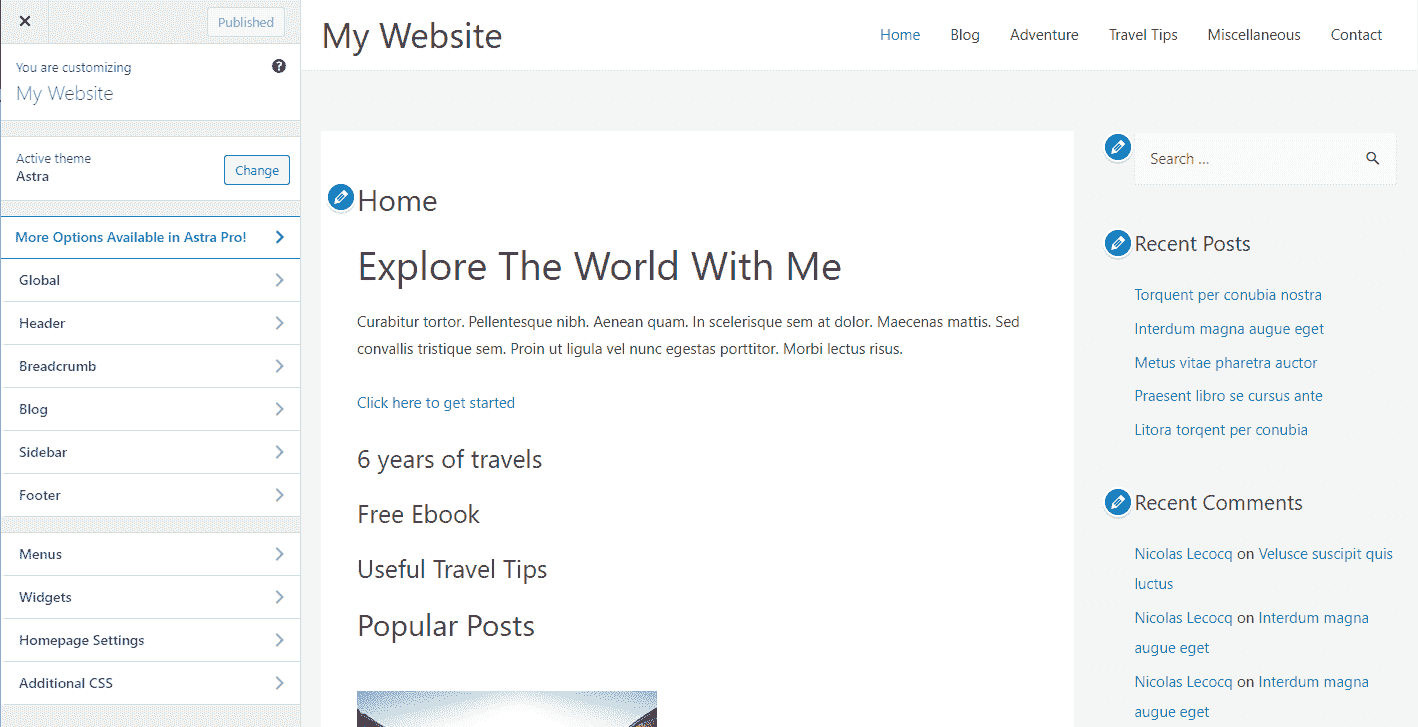 Published
You are customizing
My Website
Active theme
Astra
Change
More Options Available in Astra Pro!
Global
Header
Breadcrumb
Blog
Sidebar
Footer
Menus
Widgets
Homepage Settings
Additional CSS
My Website
Home Blog Adventure Travel Tips Miscellaneous Contact
Home
Explore The World With Me
Curabitur tortor. Pellentesque nibh. Aenean quam. In scelerisque sem at dolor. Maecenas mattis. Sed
convallis tristique sem. Proin ut ligula vel nunc egestas porttitor. Morbi lectus risus.
Click here to get started
6 years of travels
Free Ebook
Useful Travel Tips
Popular Posts
Search ...
Recent Posts
Torquent per conubia nostra
Interdum magna augue eget
Metus vitae pharetra auctor
Praesent libro se cursus ante
Litora torqent per conubia
Recent Comments
Nicolas Lecocq on Velusce suscipit quis
luctus
Nicolas Lecocq on Interdum magna
augue eget
Nicolas Lecocq on Interdum magna
augue eget